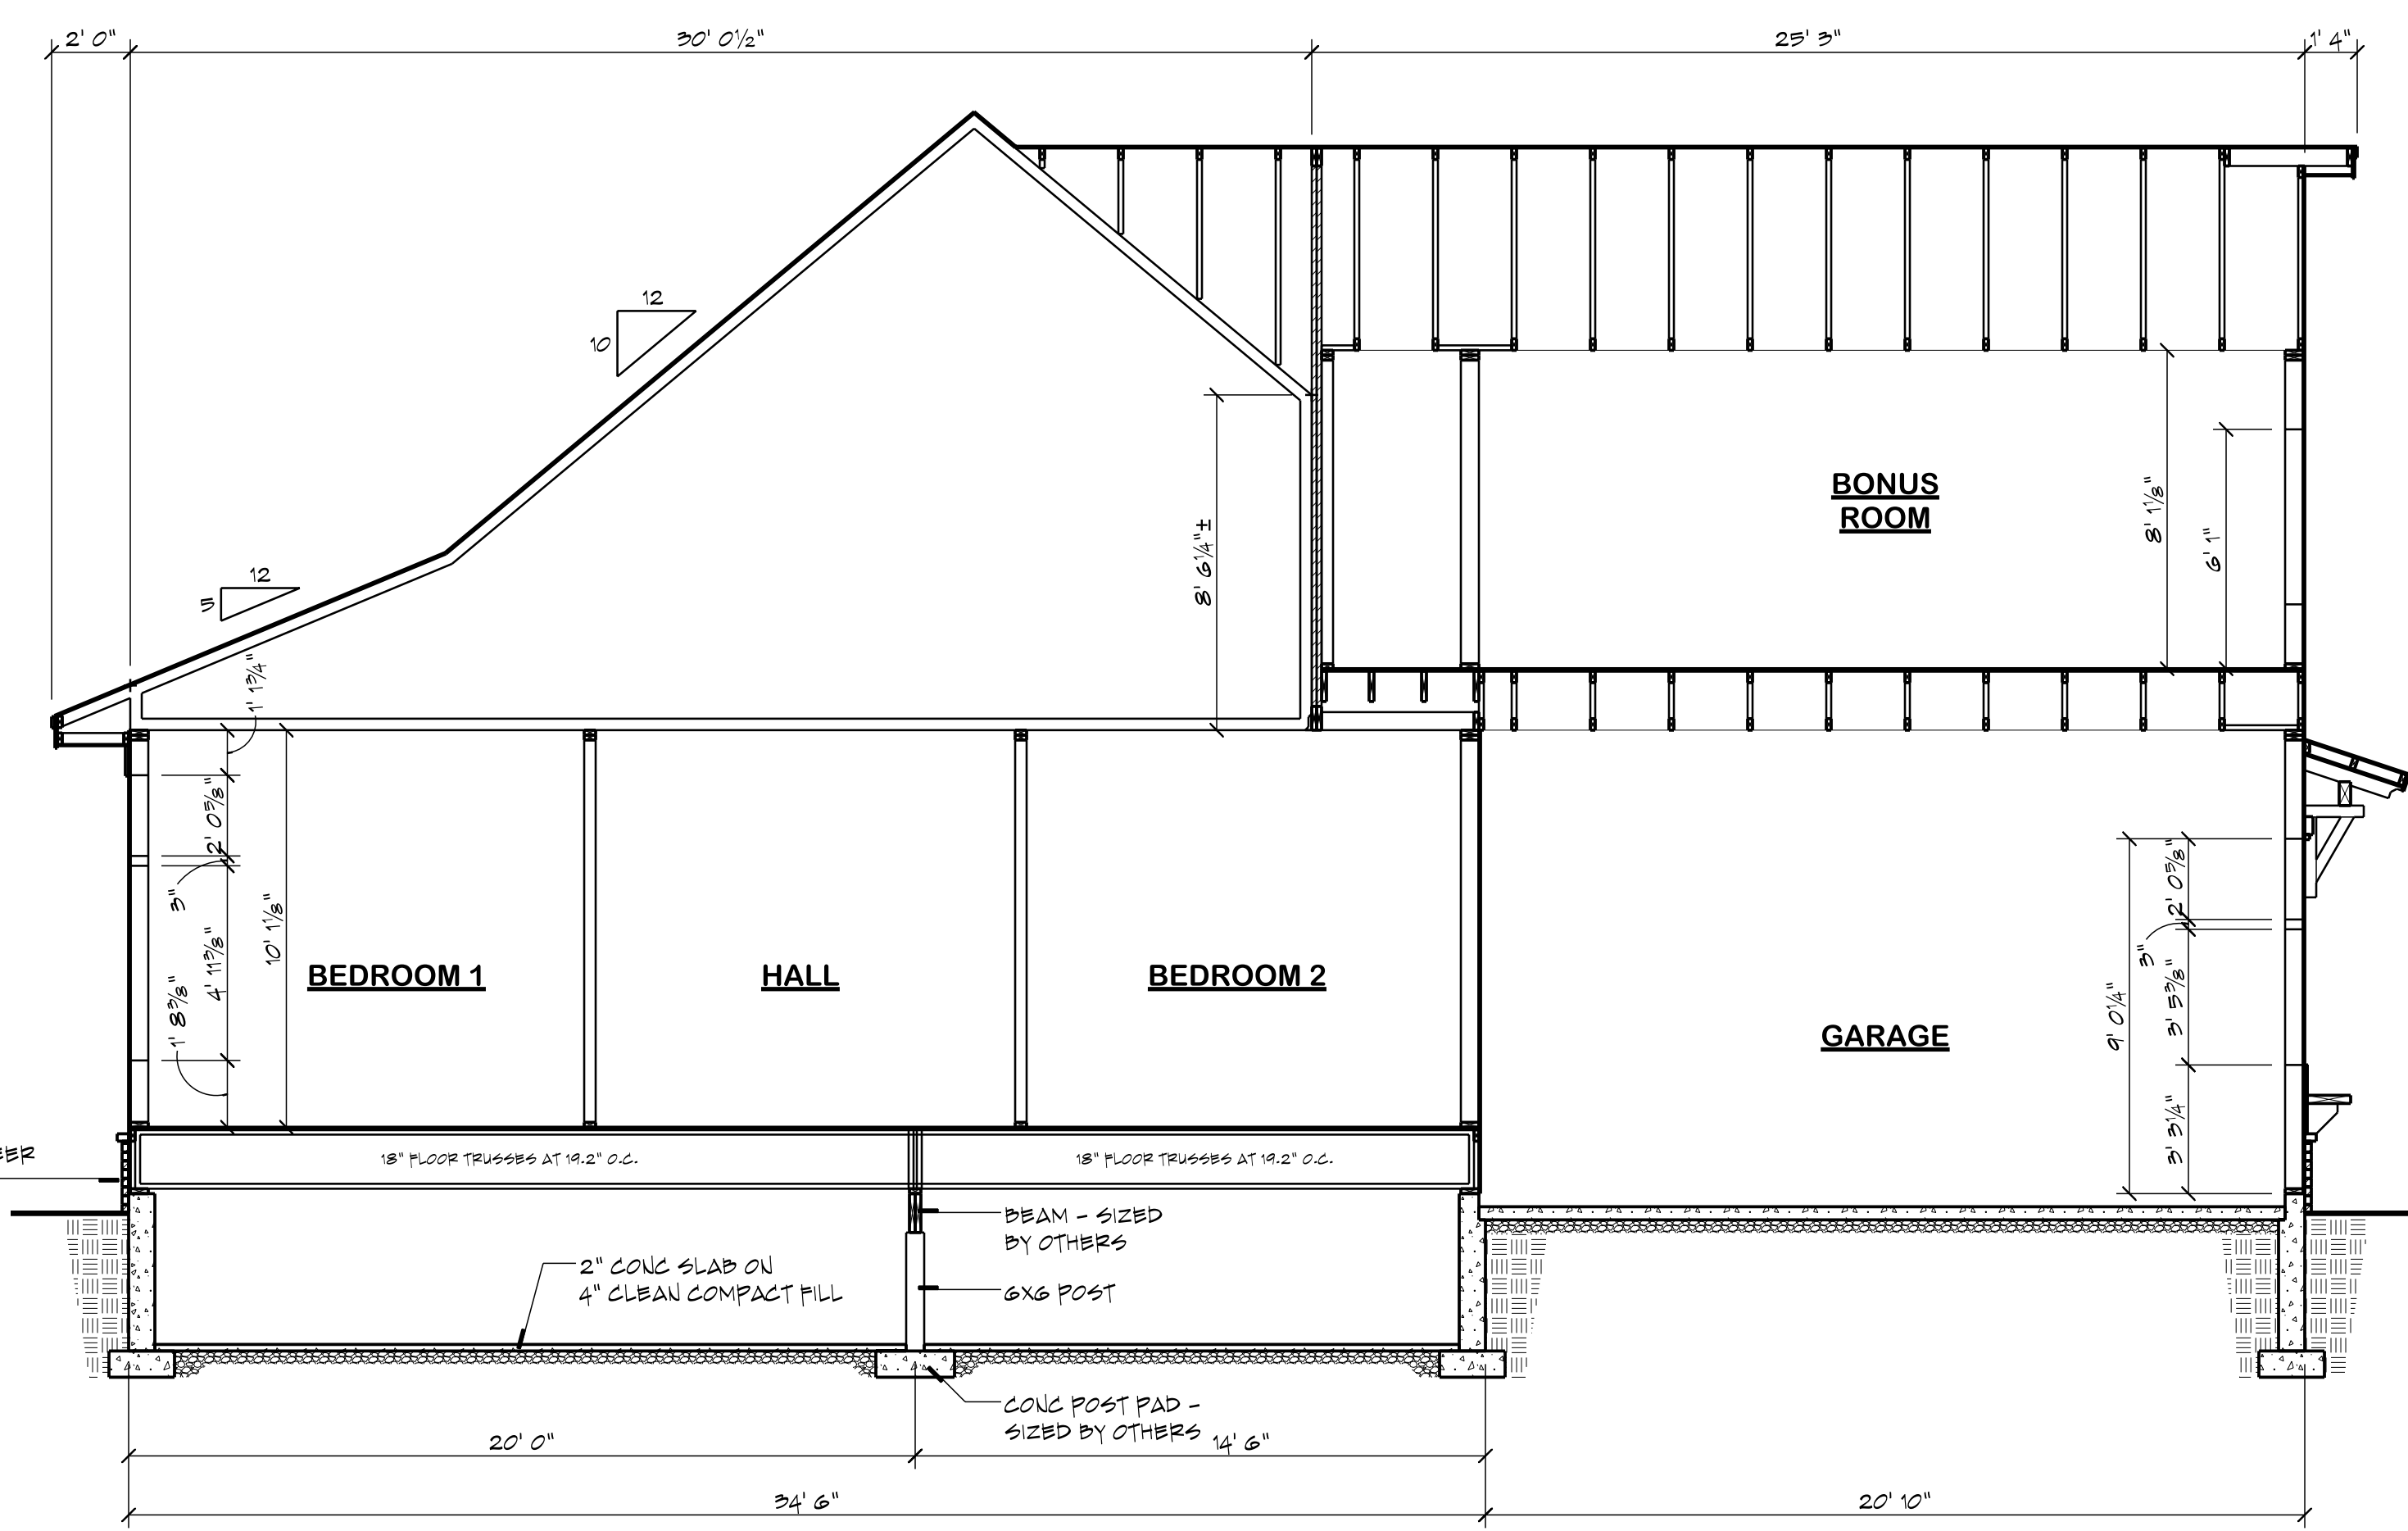 2' 0"
30' 0½"
25' 3"
1' 4"
12
10
12
5
1' 1¾"
8' 6¼"±
BONUS
ROOM
8' 1⅛"
6' 1"
2' 0⅝"
3"
4' 11⅜"
1' 8⅜"
10' 1⅛"
BEDROOM 1
HALL
BEDROOM 2
GARAGE
9' 0¼"
2' 0⅝"
3"
3' 5⅜"
3' 3¼"
18" FLOOR TRUSSES AT 19.2" O.C.
18" FLOOR TRUSSES AT 19.2" O.C.
BEAM - SIZED
BY OTHERS
2" CONC SLAB ON
4" CLEAN COMPACT FILL
6X6 POST
CONC POST PAD -
SIZED BY OTHERS
20' 0"
14' 6"
34' 6"
20' 10"